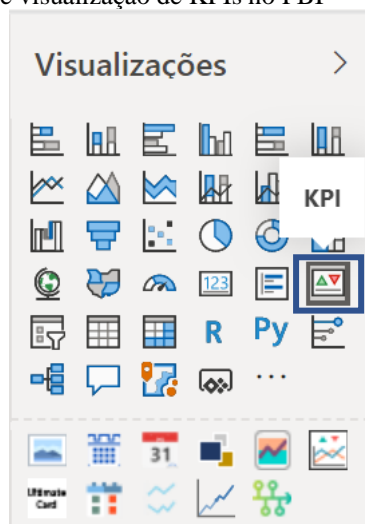 e visualização de KPIs no PBI
Visualizações
KPI
123
R Py
31
Ultimate
Card